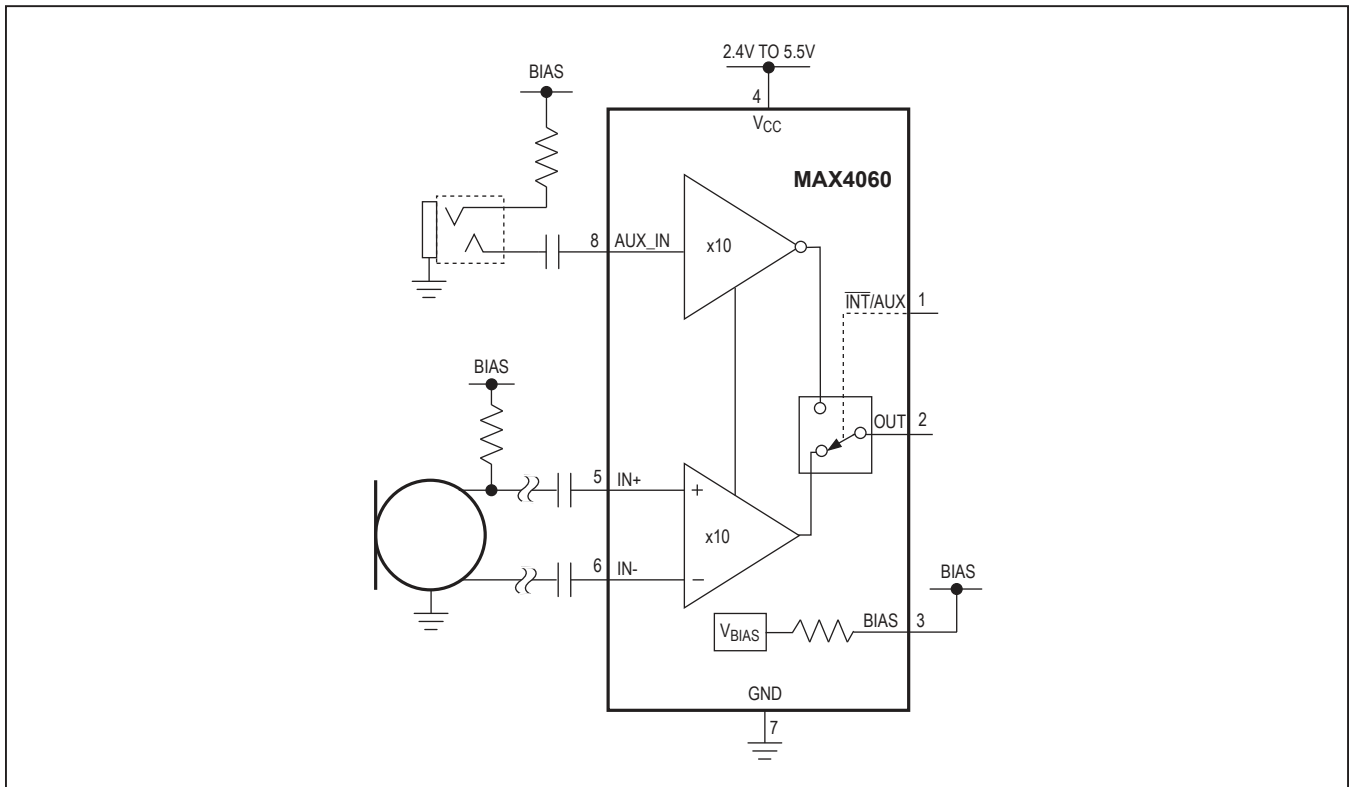 2.4V TO 5.5V
BIAS
4
VCC
MAX4060
8
AUX_IN
x10
INT/AUX
1
BIAS
OUT
2
5
IN+
+
x10
6
IN-
−
BIAS
VBIAS
BIAS
3
GND
7